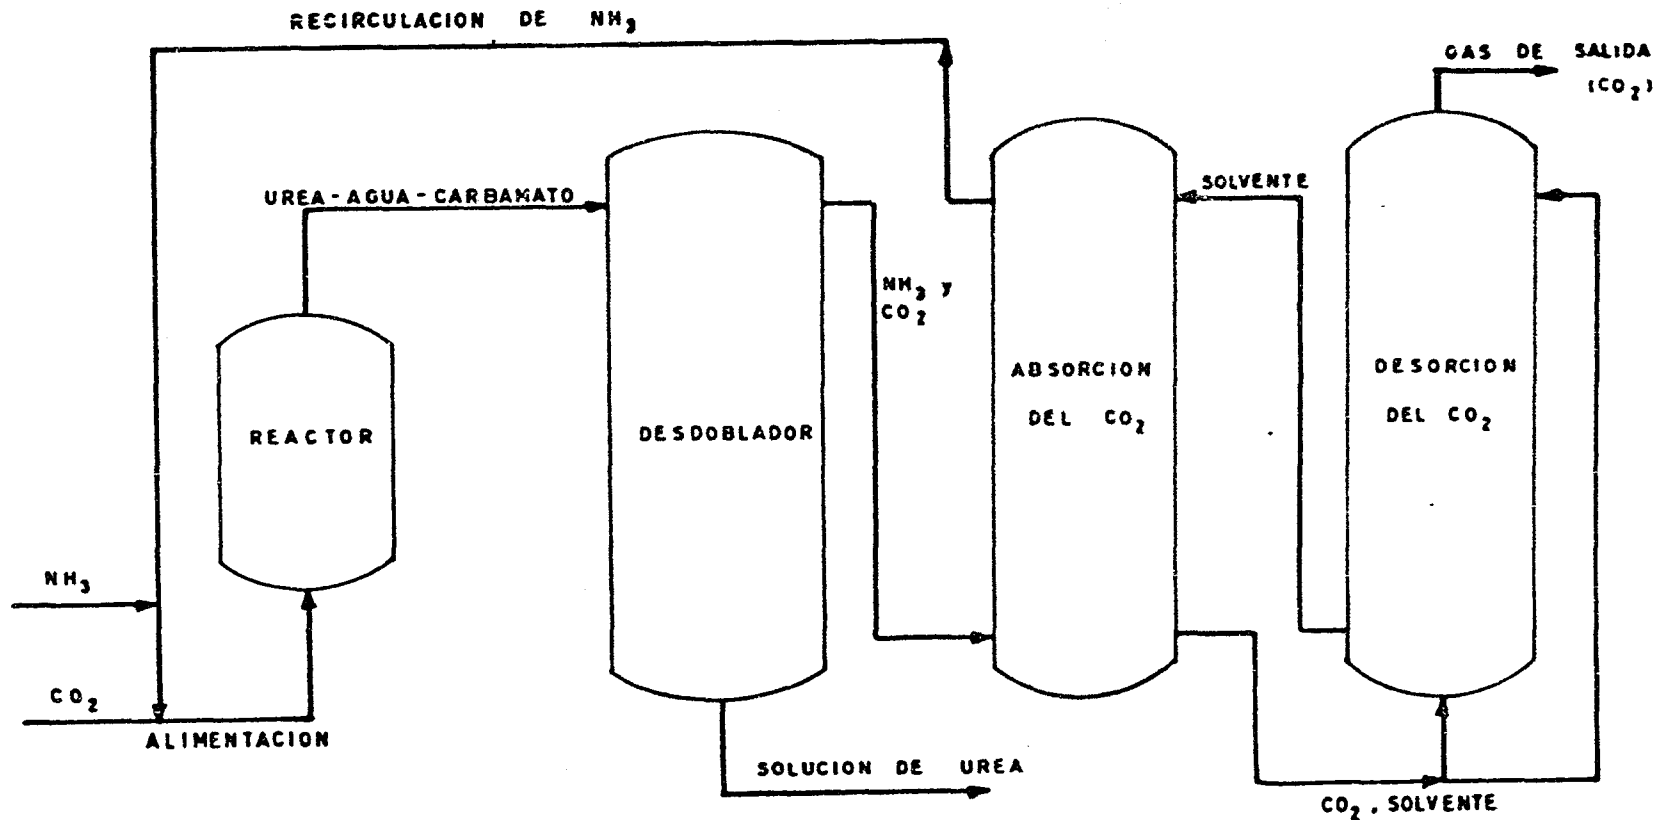 RECIRCULACION DE NH₃
GAS DE SALIDA
(CO₂)
UREA-AGUA-CARBAMATO
SOLVENTE
NH₃ y
CO₂
ABSORCION
DEL CO₂
DESORCION
DEL CO₂
REACTOR
DESDOBLADOR
NH₃
CO₂
ALIMENTACION
SOLUCION DE UREA
CO₂, SOLVENTE